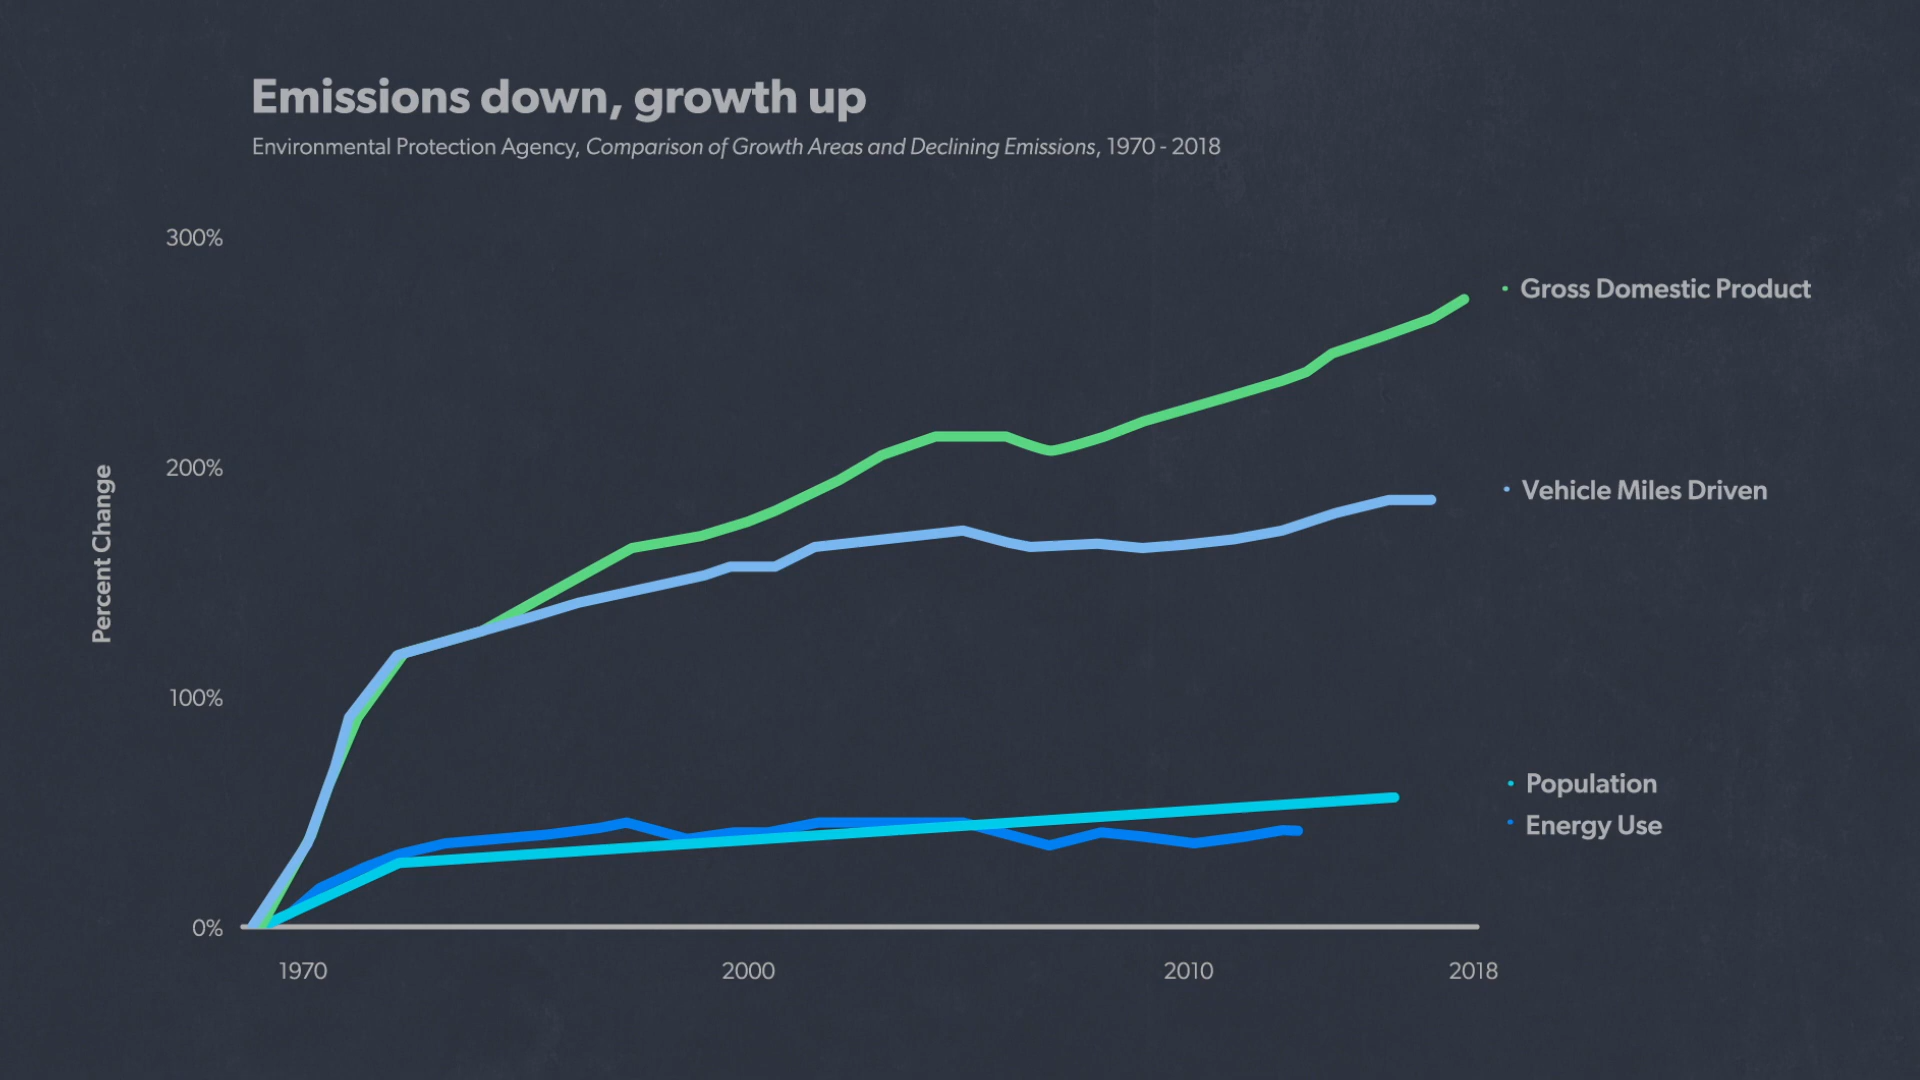 Emissions down, growth up
Environmental Protection Agency, Comparison of Growth Areas and Declining Emissions, 1970 - 2018
300%
Gross Domestic Product
200%
Vehicle Miles Driven
Percent Change
100%
Population
Energy Use
0%
1970 2000 2010 2018